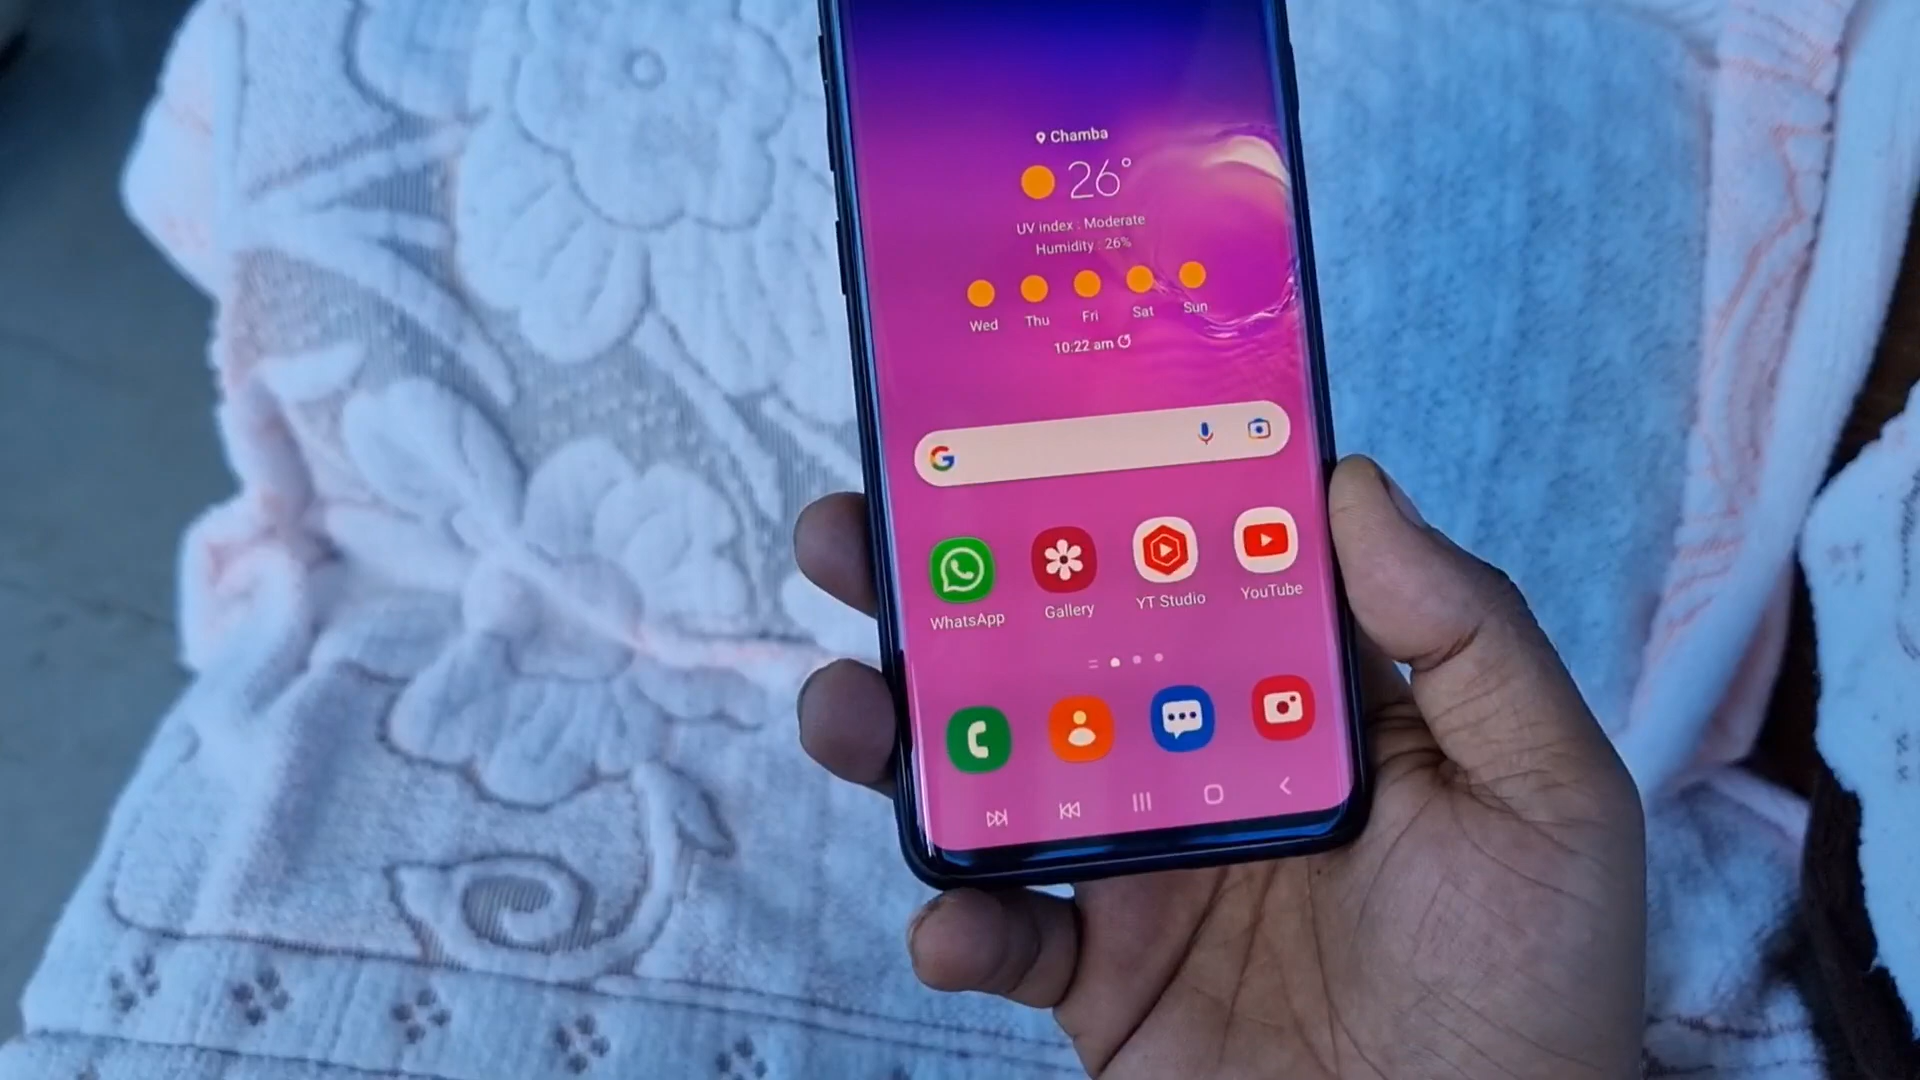 Chamba
26°
UV index : Moderate
Humidity : 26%
Wed Thu Fri Sat Sun
10:22 am
G
WhatsApp Gallery YT Studio YouTube